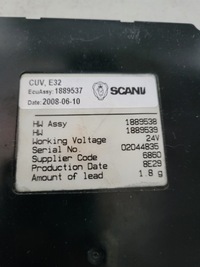 CUV, E32
EcuAssy: 1889537
SCANIA
Date: 2008-06-10
HW Assy 1889538
HW 1889539
Working Voltage 24V
Serial No. 02044835
Supplier Code 6860
Production Date 8E29
Amount of lead 1.8 g